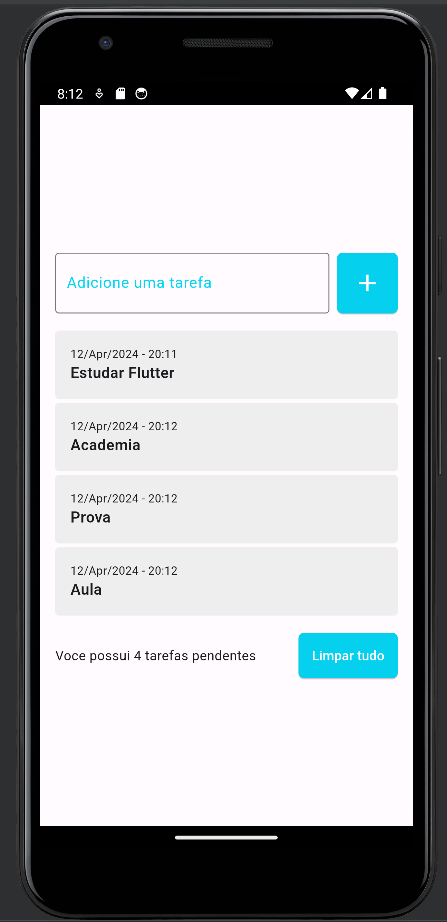 8:12
Adicione uma tarefa
+
12/Apr/2024 - 20:11
Estudar Flutter
12/Apr/2024 - 20:12
Academia
12/Apr/2024 - 20:12
Prova
12/Apr/2024 - 20:12
Aula
Voce possui 4 tarefas pendentes
Limpar tudo